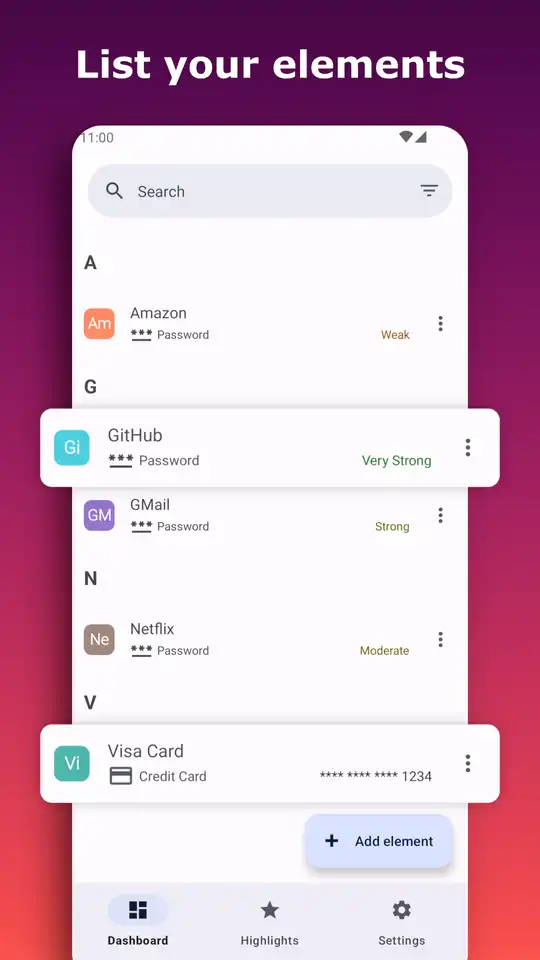 List your elements
11:00
Search
A
Am
Amazon
*** Password
Weak
G
Gi
GitHub
*** Password
Very Strong
GM
GMail
*** Password
Strong
N
Ne
Netflix
*** Password
Moderate
V
Vi
Visa Card
Credit Card
**** **** **** 1234
+ Add element
Dashboard
Highlights
Settings